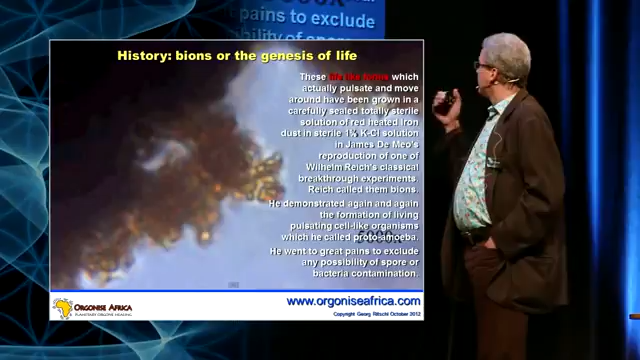 pains to exclude
History: bions or the genesis of life
These life like forms which
actually pulsate and move
around have been grown in a
carefully sealed totally sterile
solution of red heated Iron
dust in sterile 1% K-Cl solution
in James De Meo's
reproduction of one of
Wilhelm Reich's classical
breakthrough experiments.
Reich called them bions.
He demonstrated again and again
the formation of living
pulsating cell-like organisms
which he called proto-amoeba.
He went to great pains to exclude
any possibility of spore or
bacteria contamination.
ORGONISE AFRICA
PLANETARY ORGONE HEALING
www.orgoniseafrica.com
Copyright Georg Ritschl October 2012